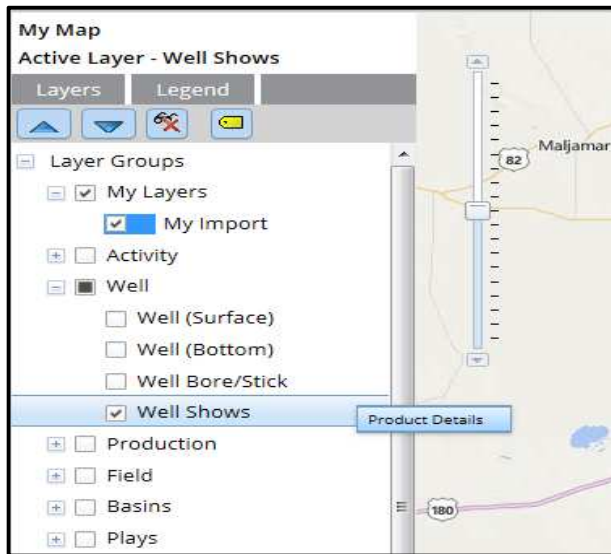 My Map
Active Layer - Well Shows
Layers Legend
Layer Groups
My Layers
My Import
Activity
Well
Well (Surface)
Well (Bottom)
Well Bore/Stick
Well Shows
Product Details
Production
Field
Basins
Plays
82
Maljamar
180